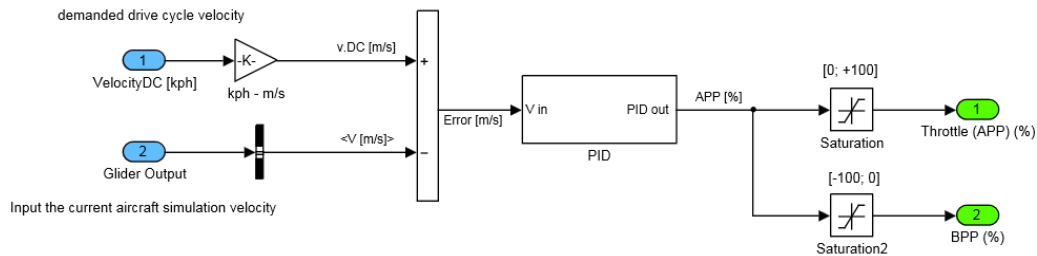 demanded drive cycle velocity
1
VelocityDC [kph]
-K-
kph - m/s
v.DC [m/s]
+
2
Glider Output
<V [m/s]>
−
Input the current aircraft simulation velocity
Error [m/s]
V in
PID out
PID
APP [%]
[0; +100]
Saturation
1
Throttle (APP) (%)
[-100; 0]
Saturation2
2
BPP (%)